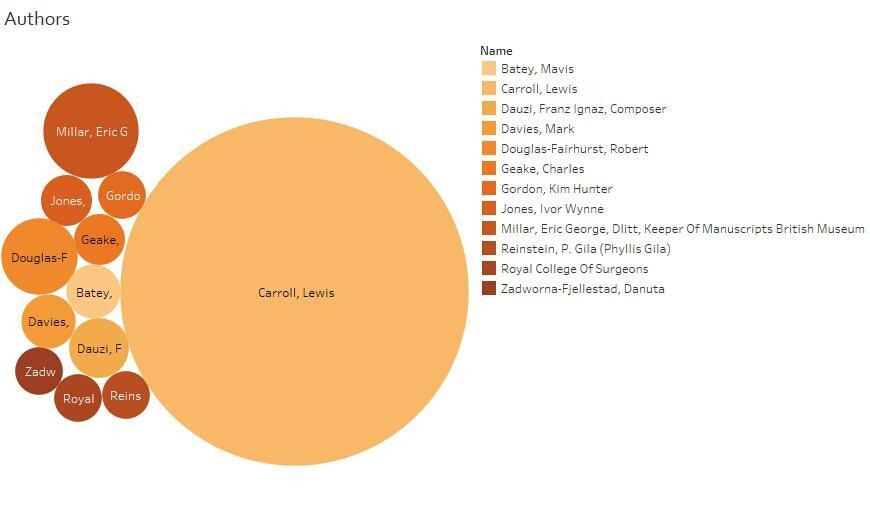 Authors
Millar, Eric G
Jones,
Gordo
Geake,
Douglas-F
Batey,
Carroll, Lewis
Davies,
Dauzi, F
Zadw
Royal
Reins
Name
Batey, Mavis
Carroll, Lewis
Dauzi, Franz Ignaz, Composer
Davies, Mark
Douglas-Fairhurst, Robert
Geake, Charles
Gordon, Kim Hunter
Jones, Ivor Wynne
Millar, Eric George, Dlitt, Keeper Of Manuscripts British Museum
Reinstein, P. Gila (Phyllis Gila)
Royal College Of Surgeons
Zadworna-Fjellestad, Danuta